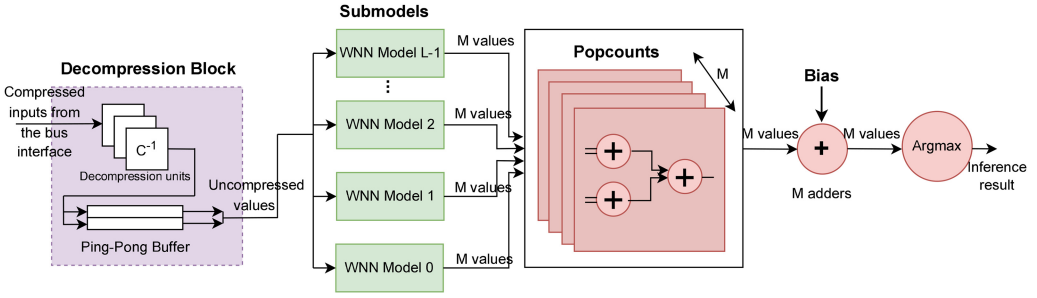 Decompression Block
Compressed
inputs from
the bus
interface
C-1
Decompression units
Ping-Pong Buffer
Uncompressed
values
Submodels
WNN Model L-1
M values
...
WNN Model 2
M values
WNN Model 1
M values
WNN Model 0
M values
Popcounts
M
+
+
+
M values
Bias
+
M adders
M values
Argmax
Inference
result